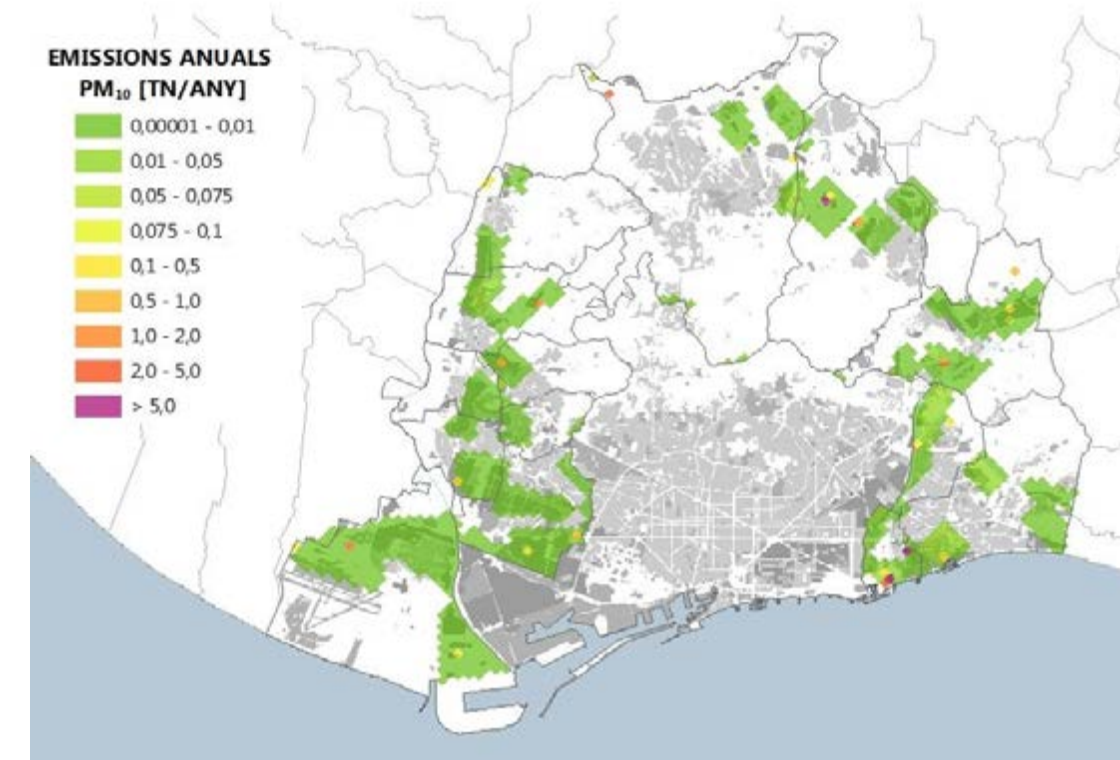 EMISSIONS ANUALS
PM₁₀ [TN/ANY]
0,00001 - 0,01
0,01 - 0,05
0,05 - 0,075
0,075 - 0,1
0,1 - 0,5
0,5 - 1,0
1,0 - 2,0
2,0 - 5,0
> 5,0